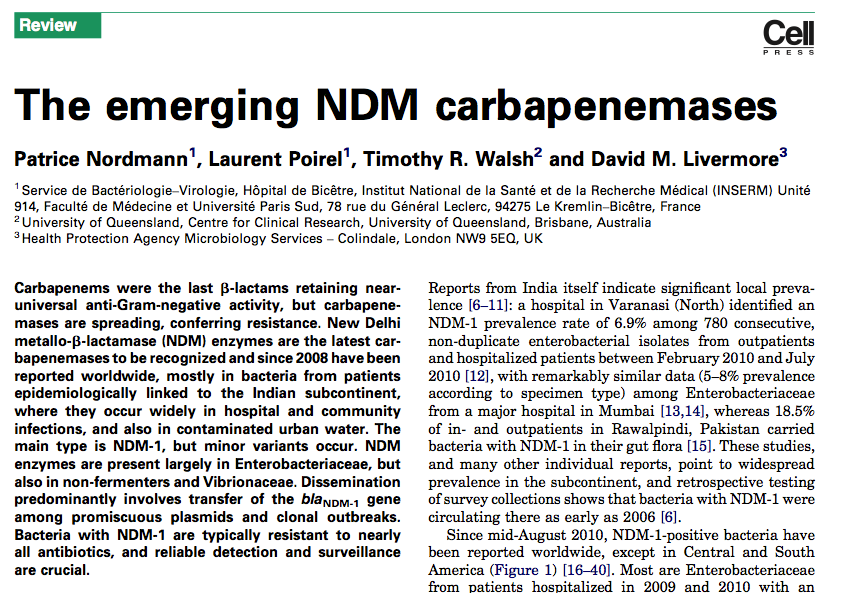 Review
Cell
PRESS
The emerging NDM carbapenemases
Patrice Nordmann1, Laurent Poirel1, Timothy R. Walsh2 and David M. Livermore3
1 Service de Bactériologie–Virologie, Hôpital de Bicêtre, Institut National de la Santé et de la Recherche Médical (INSERM) Unité
914, Faculté de Médecine et Université Paris Sud, 78 rue du Général Leclerc, 94275 Le Kremlin–Bicêtre, France
2 University of Queensland, Centre for Clinical Research, University of Queensland, Brisbane, Australia
3 Health Protection Agency Microbiology Services – Colindale, London NW9 5EQ, UK
Carbapenems were the last β-lactams retaining near-
universal anti-Gram-negative activity, but carbapene-
mases are spreading, conferring resistance. New Delhi
metallo-β-lactamase (NDM) enzymes are the latest car-
bapenemases to be recognized and since 2008 have been
reported worldwide, mostly in bacteria from patients
epidemiologically linked to the Indian subcontinent,
where they occur widely in hospital and community
infections, and also in contaminated urban water. The
main type is NDM-1, but minor variants occur. NDM
enzymes are present largely in Enterobacteriaceae, but
also in non-fermenters and Vibrionaceae. Dissemination
predominantly involves transfer of the blaNDM-1 gene
among promiscuous plasmids and clonal outbreaks.
Bacteria with NDM-1 are typically resistant to nearly
all antibiotics, and reliable detection and surveillance
are crucial.
Reports from India itself indicate significant local preva-
lence [6–11]: a hospital in Varanasi (North) identified an
NDM-1 prevalence rate of 6.9% among 780 consecutive,
non-duplicate enterobacterial isolates from outpatients
and hospitalized patients between February 2010 and July
2010 [12], with remarkably similar data (5–8% prevalence
according to specimen type) among Enterobacteriaceae
from a major hospital in Mumbai [13,14], whereas 18.5%
of in- and outpatients in Rawalpindi, Pakistan carried
bacteria with NDM-1 in their gut flora [15]. These studies,
and many other individual reports, point to widespread
prevalence in the subcontinent, and retrospective testing
of survey collections shows that bacteria with NDM-1 were
circulating there as early as 2006 [6].
Since mid-August 2010, NDM-1-positive bacteria have
been reported worldwide, except in Central and South
America (Figure 1) [16–40]. Most are Enterobacteriaceae
from patients hospitalized in 2009 and 2010 with an